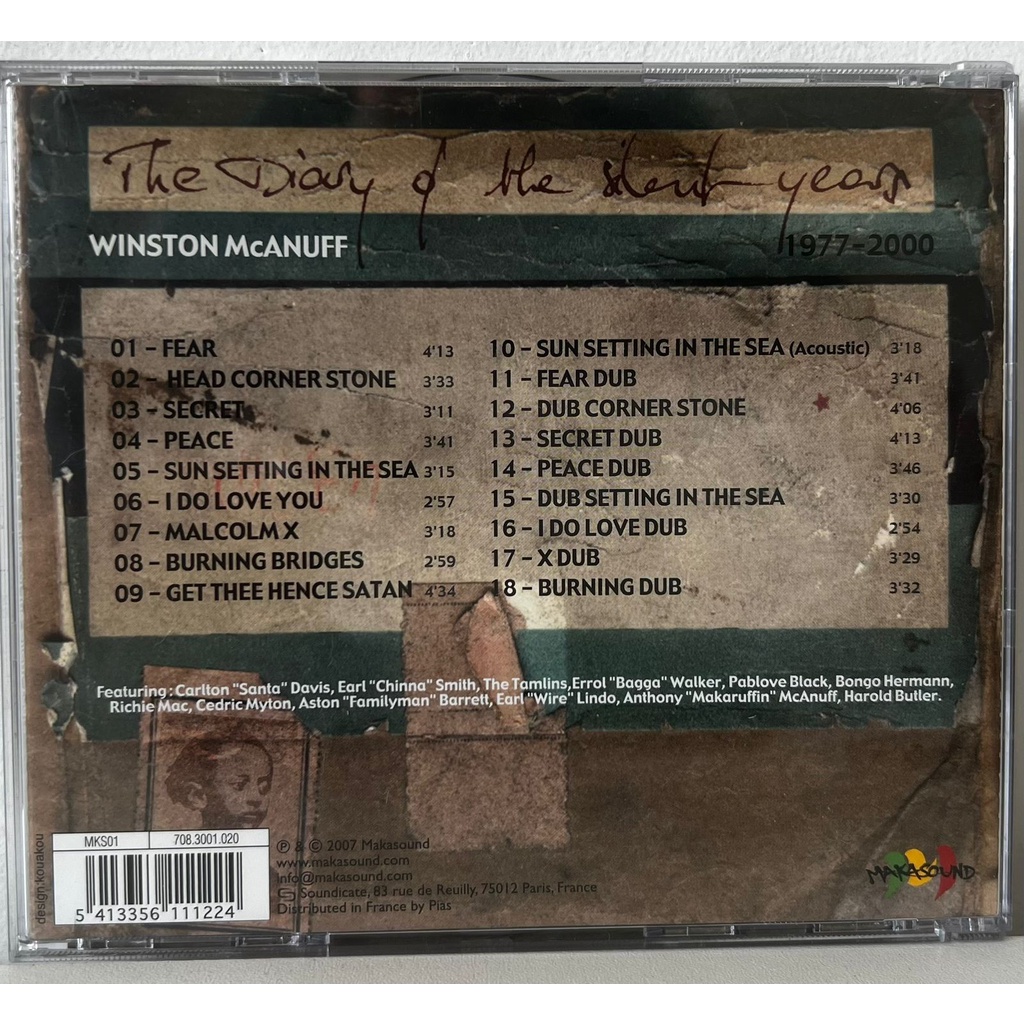 The Diary of the silent years
WINSTON McANUFF 1977-2000
01 - FEAR 4'13
02 - HEAD CORNER STONE 3'33
03 - SECRET 3'11
04 - PEACE 3'41
05 - SUN SETTING IN THE SEA 3'15
06 - I DO LOVE YOU 2'57
07 - MALCOLM X 3'18
08 - BURNING BRIDGES 2'59
09 - GET THEE HENCE SATAN 4'34
10 - SUN SETTING IN THE SEA (Acoustic) 3'18
11 - FEAR DUB 3'41
12 - DUB CORNER STONE 4'06
13 - SECRET DUB 4'13
14 - PEACE DUB 3'46
15 - DUB SETTING IN THE SEA 3'30
16 - I DO LOVE DUB 2'54
17 - X DUB 3'29
18 - BURNING DUB 3'32
Featuring: Carlton "Santa" Davis, Earl "Chinna" Smith, The Tamlins, Errol "Bagga" Walker, Pablove Black, Bongo Hermann,
Richie Mac, Cedric Myton, Aston "Familyman" Barrett, Earl "Wire" Lindo, Anthony "Makaruffin" McAnuff, Harold Butler.
design.kouakou
MKS01 708.3001.020
5 413356 111224
℗ & © 2007 Makasound
www.makasound.com
info@makasound.com
Soundicate, 83 rue de Reuilly, 75012 Paris, France
Distributed in France by Pias
MAKASOUND